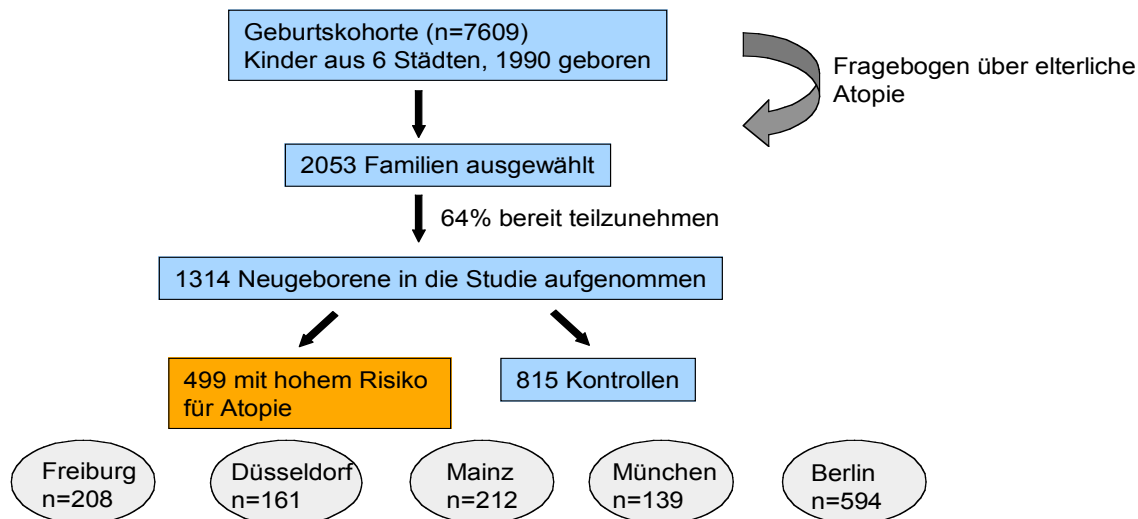 Geburtskohorte (n=7609)
Kinder aus 6 Städten, 1990 geboren
Fragebogen über elterliche
Atopie
2053 Familien ausgewählt
64% bereit teilzunehmen
1314 Neugeborene in die Studie aufgenommen
499 mit hohem Risiko
für Atopie
815 Kontrollen
Freiburg
n=208
Düsseldorf
n=161
Mainz
n=212
München
n=139
Berlin
n=594